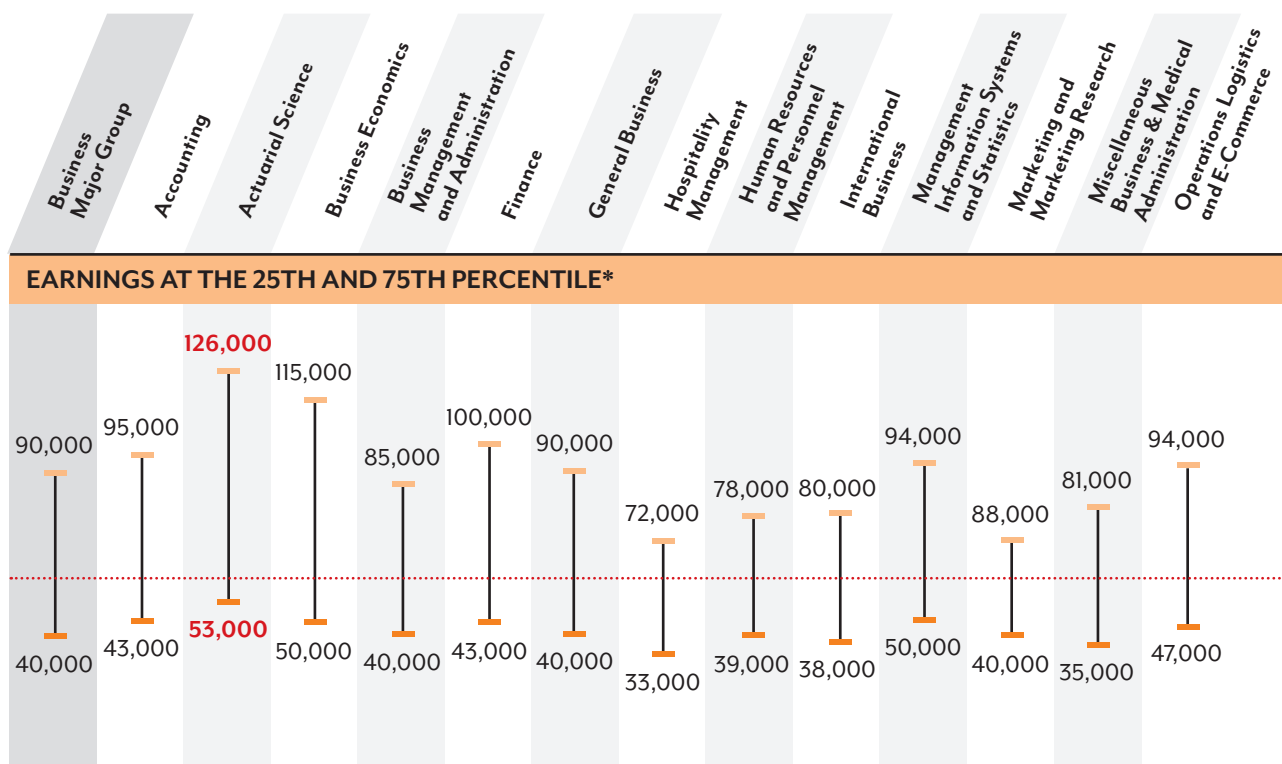 Business
Major Group
Accounting
Actuarial Science
Business Economics
Business
Management
and Administration
Finance
General Business
Hospitality
Management
Human Resources
and Personnel
Management
International
Business
Management
Information Systems
and Statistics
Marketing and
Marketing Research
Miscellaneous
Business & Medical
Administration
Operations Logistics
and E-Commerce
EARNINGS AT THE 25TH AND 75TH PERCENTILE*
90,000
95,000
126,000
115,000
85,000
100,000
90,000
72,000
78,000
80,000
94,000
88,000
81,000
94,000
40,000
43,000
53,000
50,000
40,000
43,000
40,000
33,000
39,000
38,000
50,000
40,000
35,000
47,000